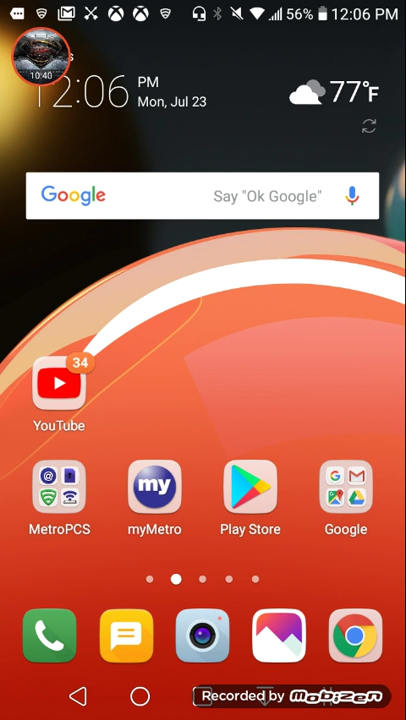 56% 12:06 PM
10:40
12:06 PM
Mon, Jul 23
77°F
Google Say "Ok Google"
34
YouTube
@
my
G
MetroPCS myMetro Play Store Google
Recorded by Mobizen